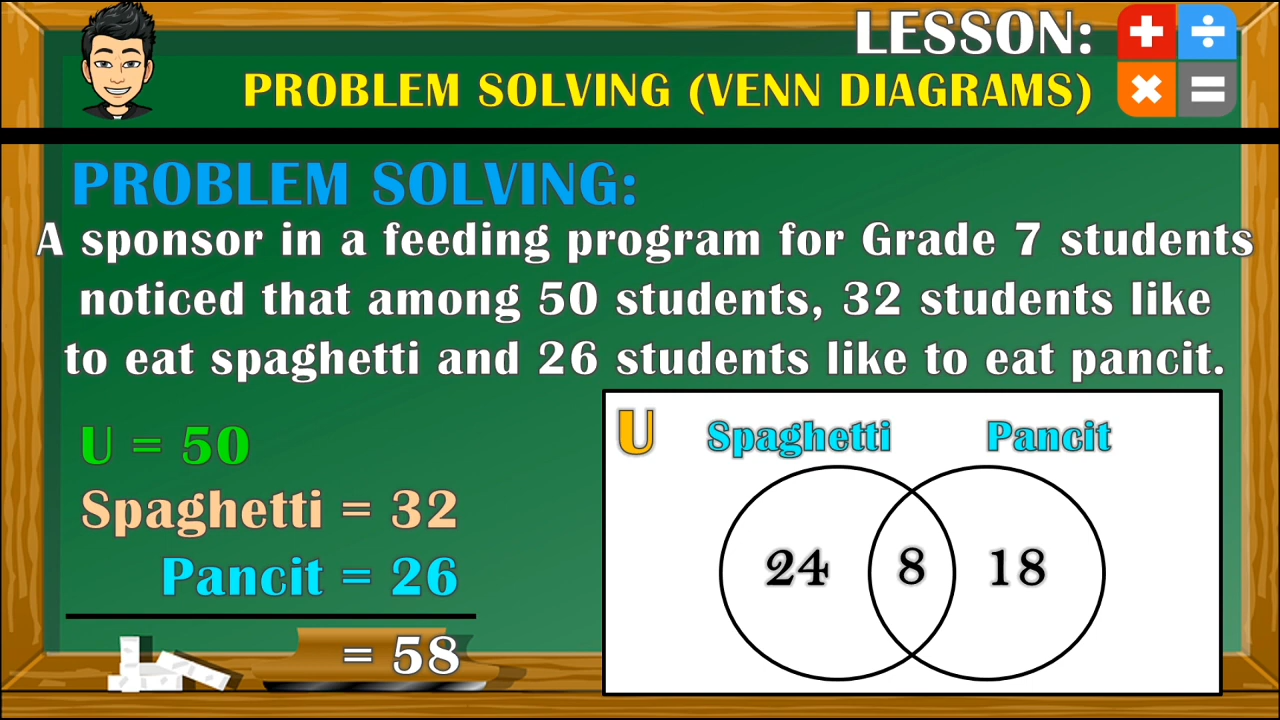 LESSON:
PROBLEM SOLVING (VENN DIAGRAMS)
PROBLEM SOLVING:
A sponsor in a feeding program for Grade 7 students
noticed that among 50 students, 32 students like
to eat spaghetti and 26 students like to eat pancit.
U = 50
Spaghetti = 32
Pancit = 26
= 58
U Spaghetti Pancit
24 8 18